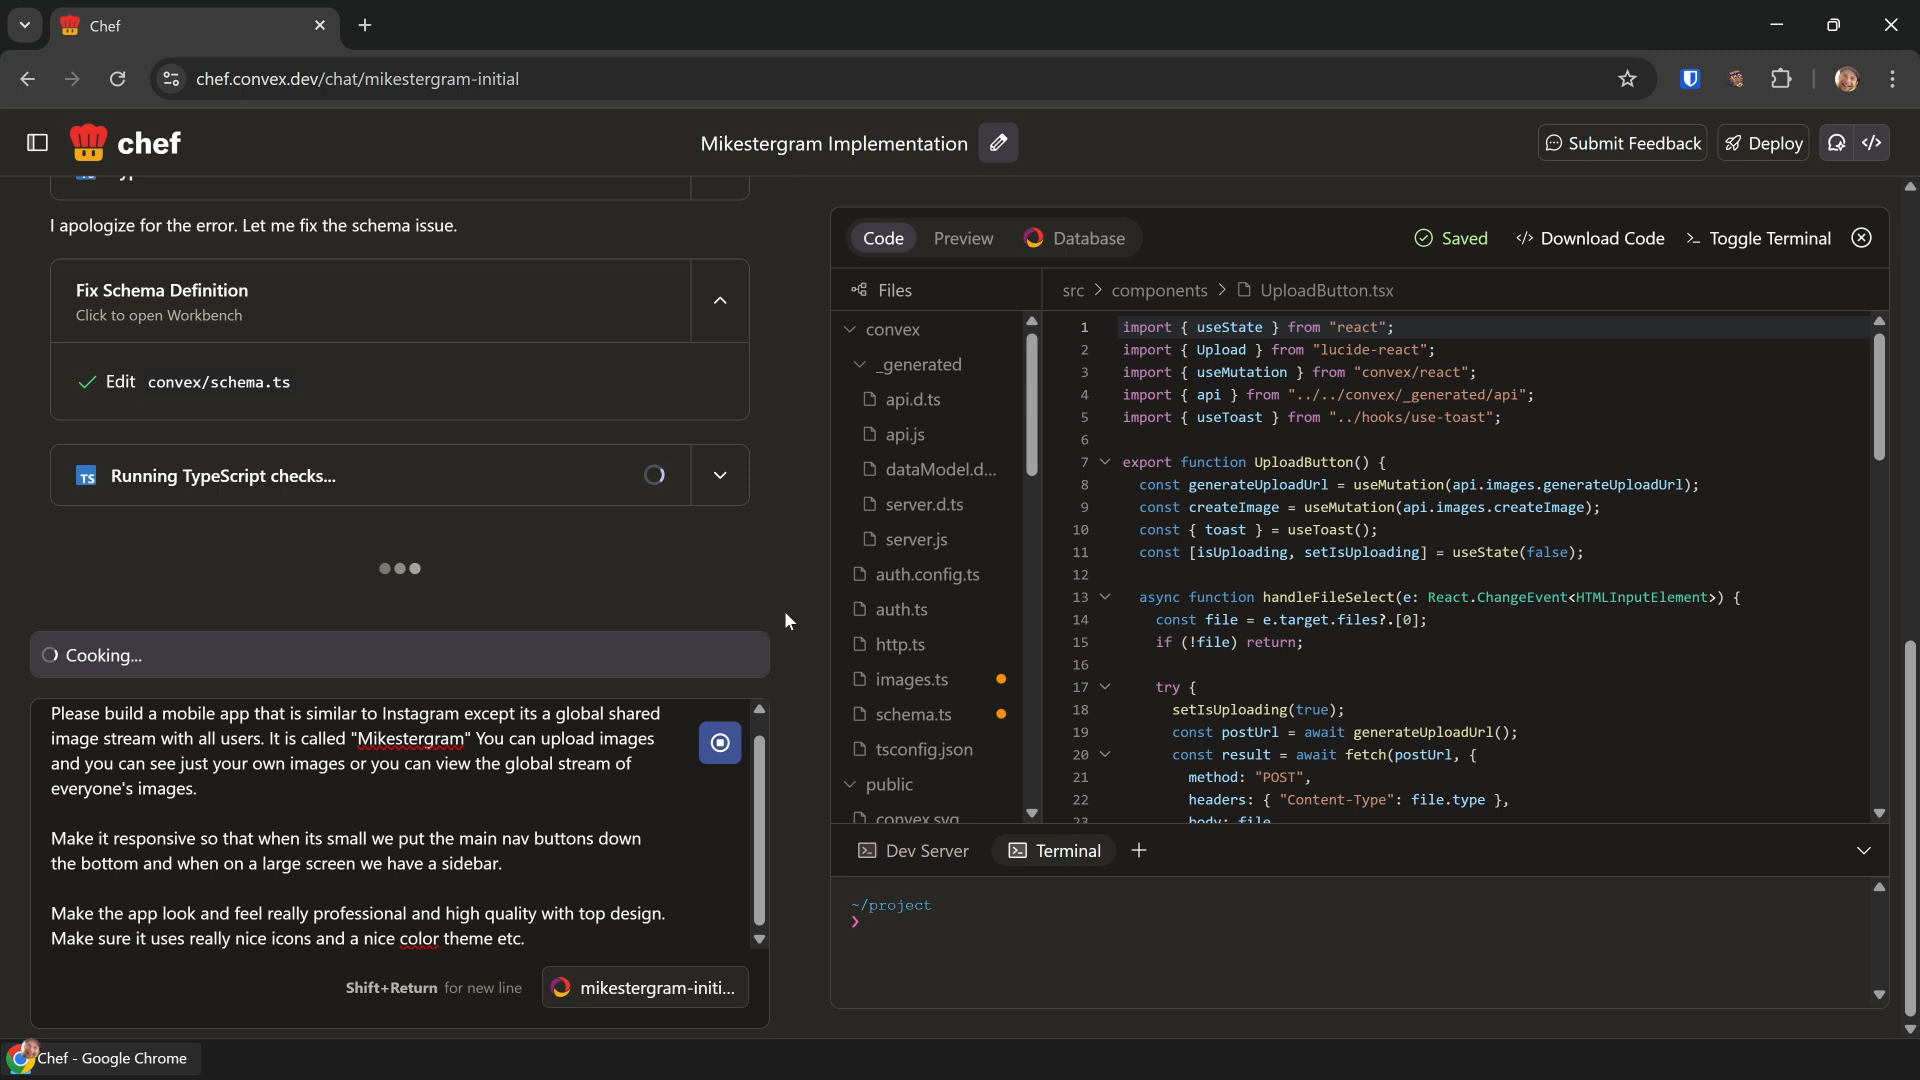 Chef
chef.convex.dev/chat/mikestergram-initial
chef
Mikestergram Implementation
Submit Feedback
Deploy
I apologize for the error. Let me fix the schema issue.
Fix Schema Definition
Click to open Workbench
Edit convex/schema.ts
TS Running TypeScript checks...
Cooking...
Please build a mobile app that is similar to Instagram except its a global shared
image stream with all users. It is called "Mikestergram" You can upload images
and you can see just your own images or you can view the global stream of
everyone's images.
Make it responsive so that when its small we put the main nav buttons down
the bottom and when on a large screen we have a sidebar.
Make the app look and feel really professional and high quality with top design.
Make sure it uses really nice icons and a nice color theme etc.
Shift+Return for new line
mikestergram-initi...
Code
Preview
Database
Saved
Download Code
Toggle Terminal
Files
convex
_generated
api.d.ts
api.js
dataModel.d...
server.d.ts
server.js
auth.config.ts
auth.ts
http.ts
images.ts
schema.ts
tsconfig.json
public
convex.svg
src > components > UploadButton.tsx
1 import { useState } from "react";
2 import { Upload } from "lucide-react";
3 import { useMutation } from "convex/react";
4 import { api } from "../../convex/_generated/api";
5 import { useToast } from "../hooks/use-toast";
6
7 export function UploadButton() {
8 const generateUploadUrl = useMutation(api.images.generateUploadUrl);
9 const createImage = useMutation(api.images.createImage);
10 const { toast } = useToast();
11 const [isUploading, setIsUploading] = useState(false);
12
13 async function handleFileSelect(e: React.ChangeEvent<HTMLInputElement>) {
14 const file = e.target.files?.[0];
15 if (!file) return;
16
17 try {
18 setIsUploading(true);
19 const postUrl = await generateUploadUrl();
20 const result = await fetch(postUrl, {
21 method: "POST",
22 headers: { "Content-Type": file.type },
23 body: file
Dev Server
Terminal
~/project
❯
Chef - Google Chrome